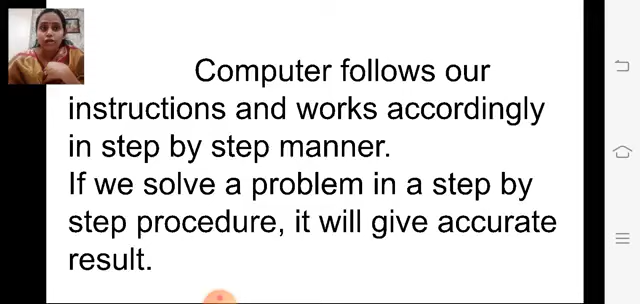 Computer follows our
instructions and works accordingly
in step by step manner.
If we solve a problem in a step by
step procedure, it will give accurate
result.